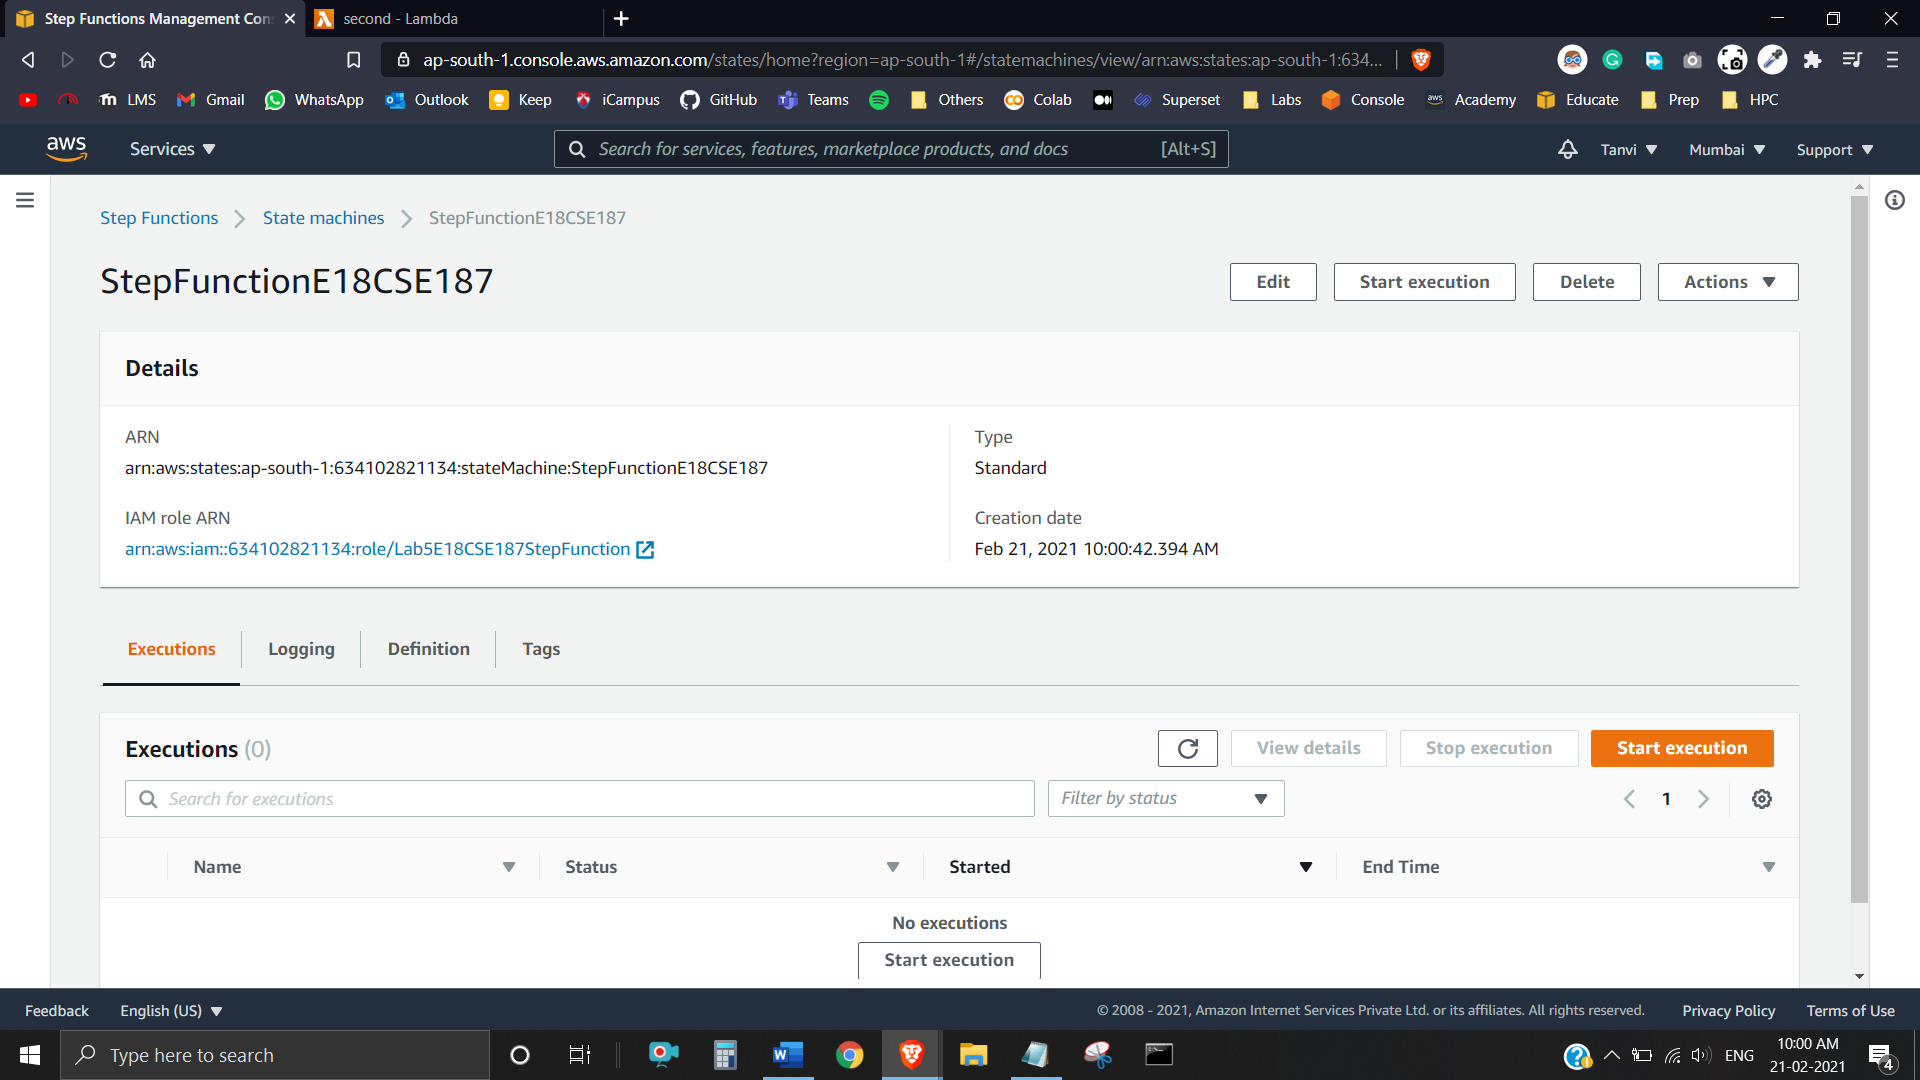 Step Functions Management Con
second - Lambda
ap-south-1.console.aws.amazon.com/states/home?region=ap-south-1#/statemachines/view/arn:aws:states:ap-south-1:634...
LMS
Gmail
WhatsApp
Outlook
Keep
iCampus
GitHub
Teams
Others
Colab
Superset
Labs
Console
aws
Academy
Educate
Prep
HPC
aws
Services
Search for services, features, marketplace products, and docs
[Alt+S]
Tanvi
Mumbai
Support
Step Functions
State machines
StepFunctionE18CSE187
StepFunctionE18CSE187
Edit
Start execution
Delete
Actions
Details
ARN
arn:aws:states:ap-south-1:634102821134:stateMachine:StepFunctionE18CSE187
IAM role ARN
arn:aws:iam::634102821134:role/Lab5E18CSE187StepFunction
Type
Standard
Creation date
Feb 21, 2021 10:00:42.394 AM
Executions
Logging
Definition
Tags
Executions (0)
View details
Stop execution
Start execution
Search for executions
Filter by status
1
Name
Status
Started
End Time
No executions
Start execution
Feedback
English (US)
© 2008 - 2021, Amazon Internet Services Private Ltd. or its affiliates. All rights reserved.
Privacy Policy
Terms of Use
Type here to search
ENG
10:00 AM
21-02-2021
4